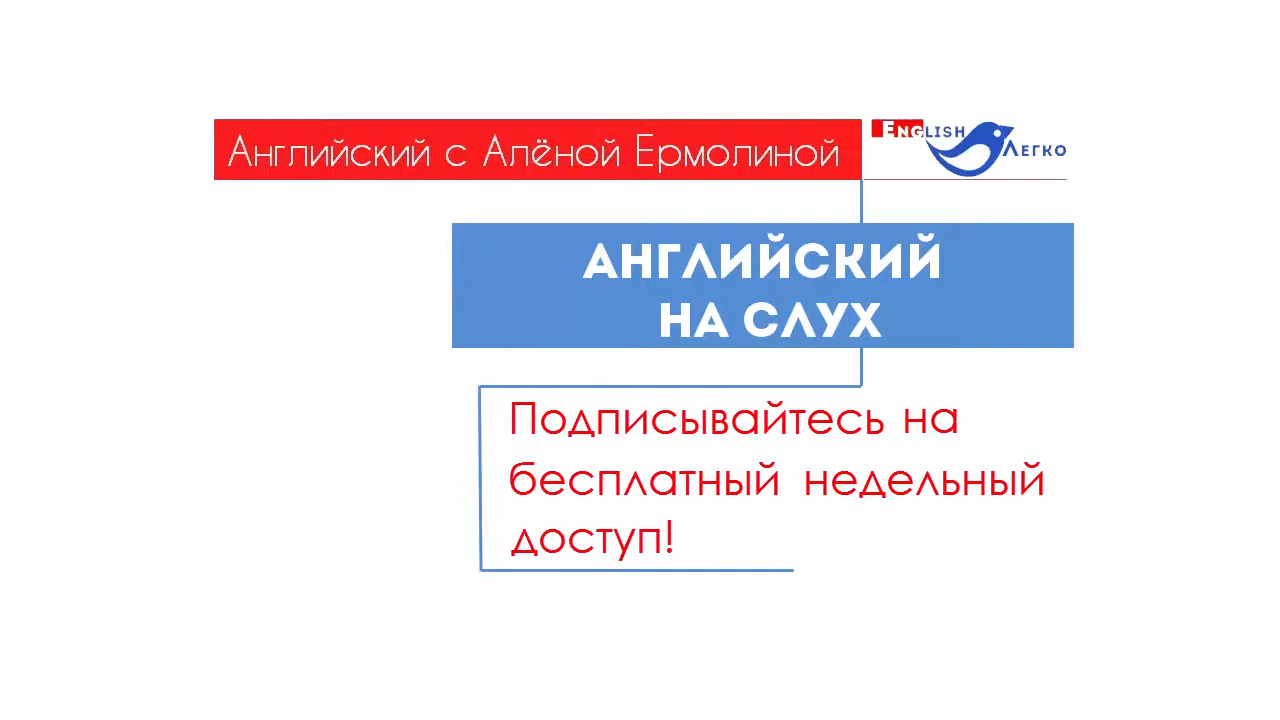 Английский с Алёной Ермолиной
English
Легко
АНГЛИЙСКИЙ
НА СЛУХ
Подписывайтесь на
бесплатный недельный
доступ!